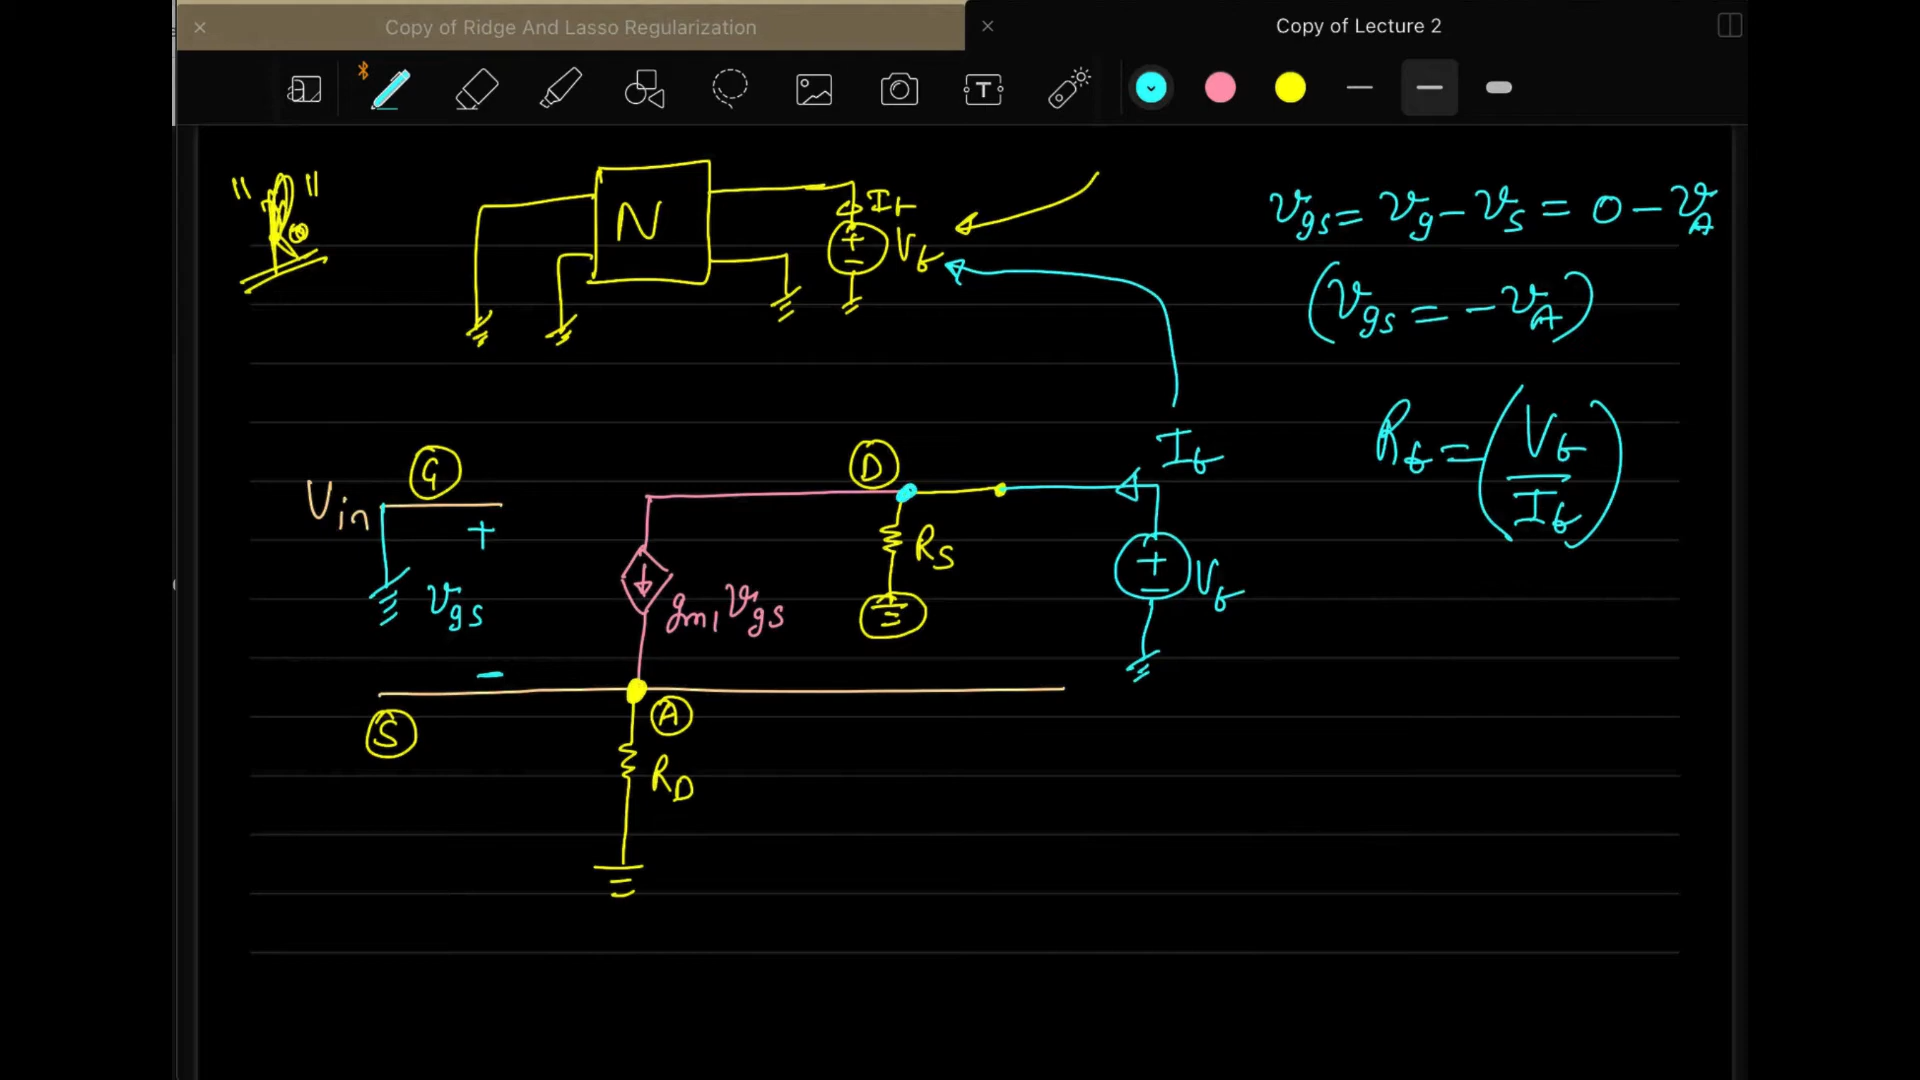 Copy of Ridge And Lasso Regularization
Copy of Lecture 2
T
"R₀"
N
I_t
+
−
V_t
v_gs = v_g − v_s = 0 − v_A
(v_gs = −v_A)
R_t = (V_t / I_t)
I_t
G
D
V_in
+
v_gs
−
g_m1 v_gs
R_S
+
−
V_t
S
A
R_D